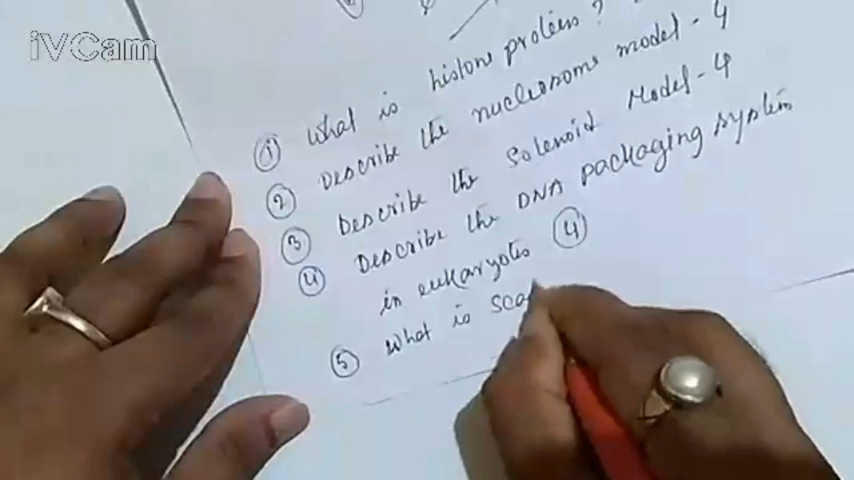 iVCam
① What is histone protein?
② Describe the nucleosome model - 4
③ Describe the Solenoid Model - 4
④ Describe the DNA packaging system
in eukaryotes ④
⑤ What is sca